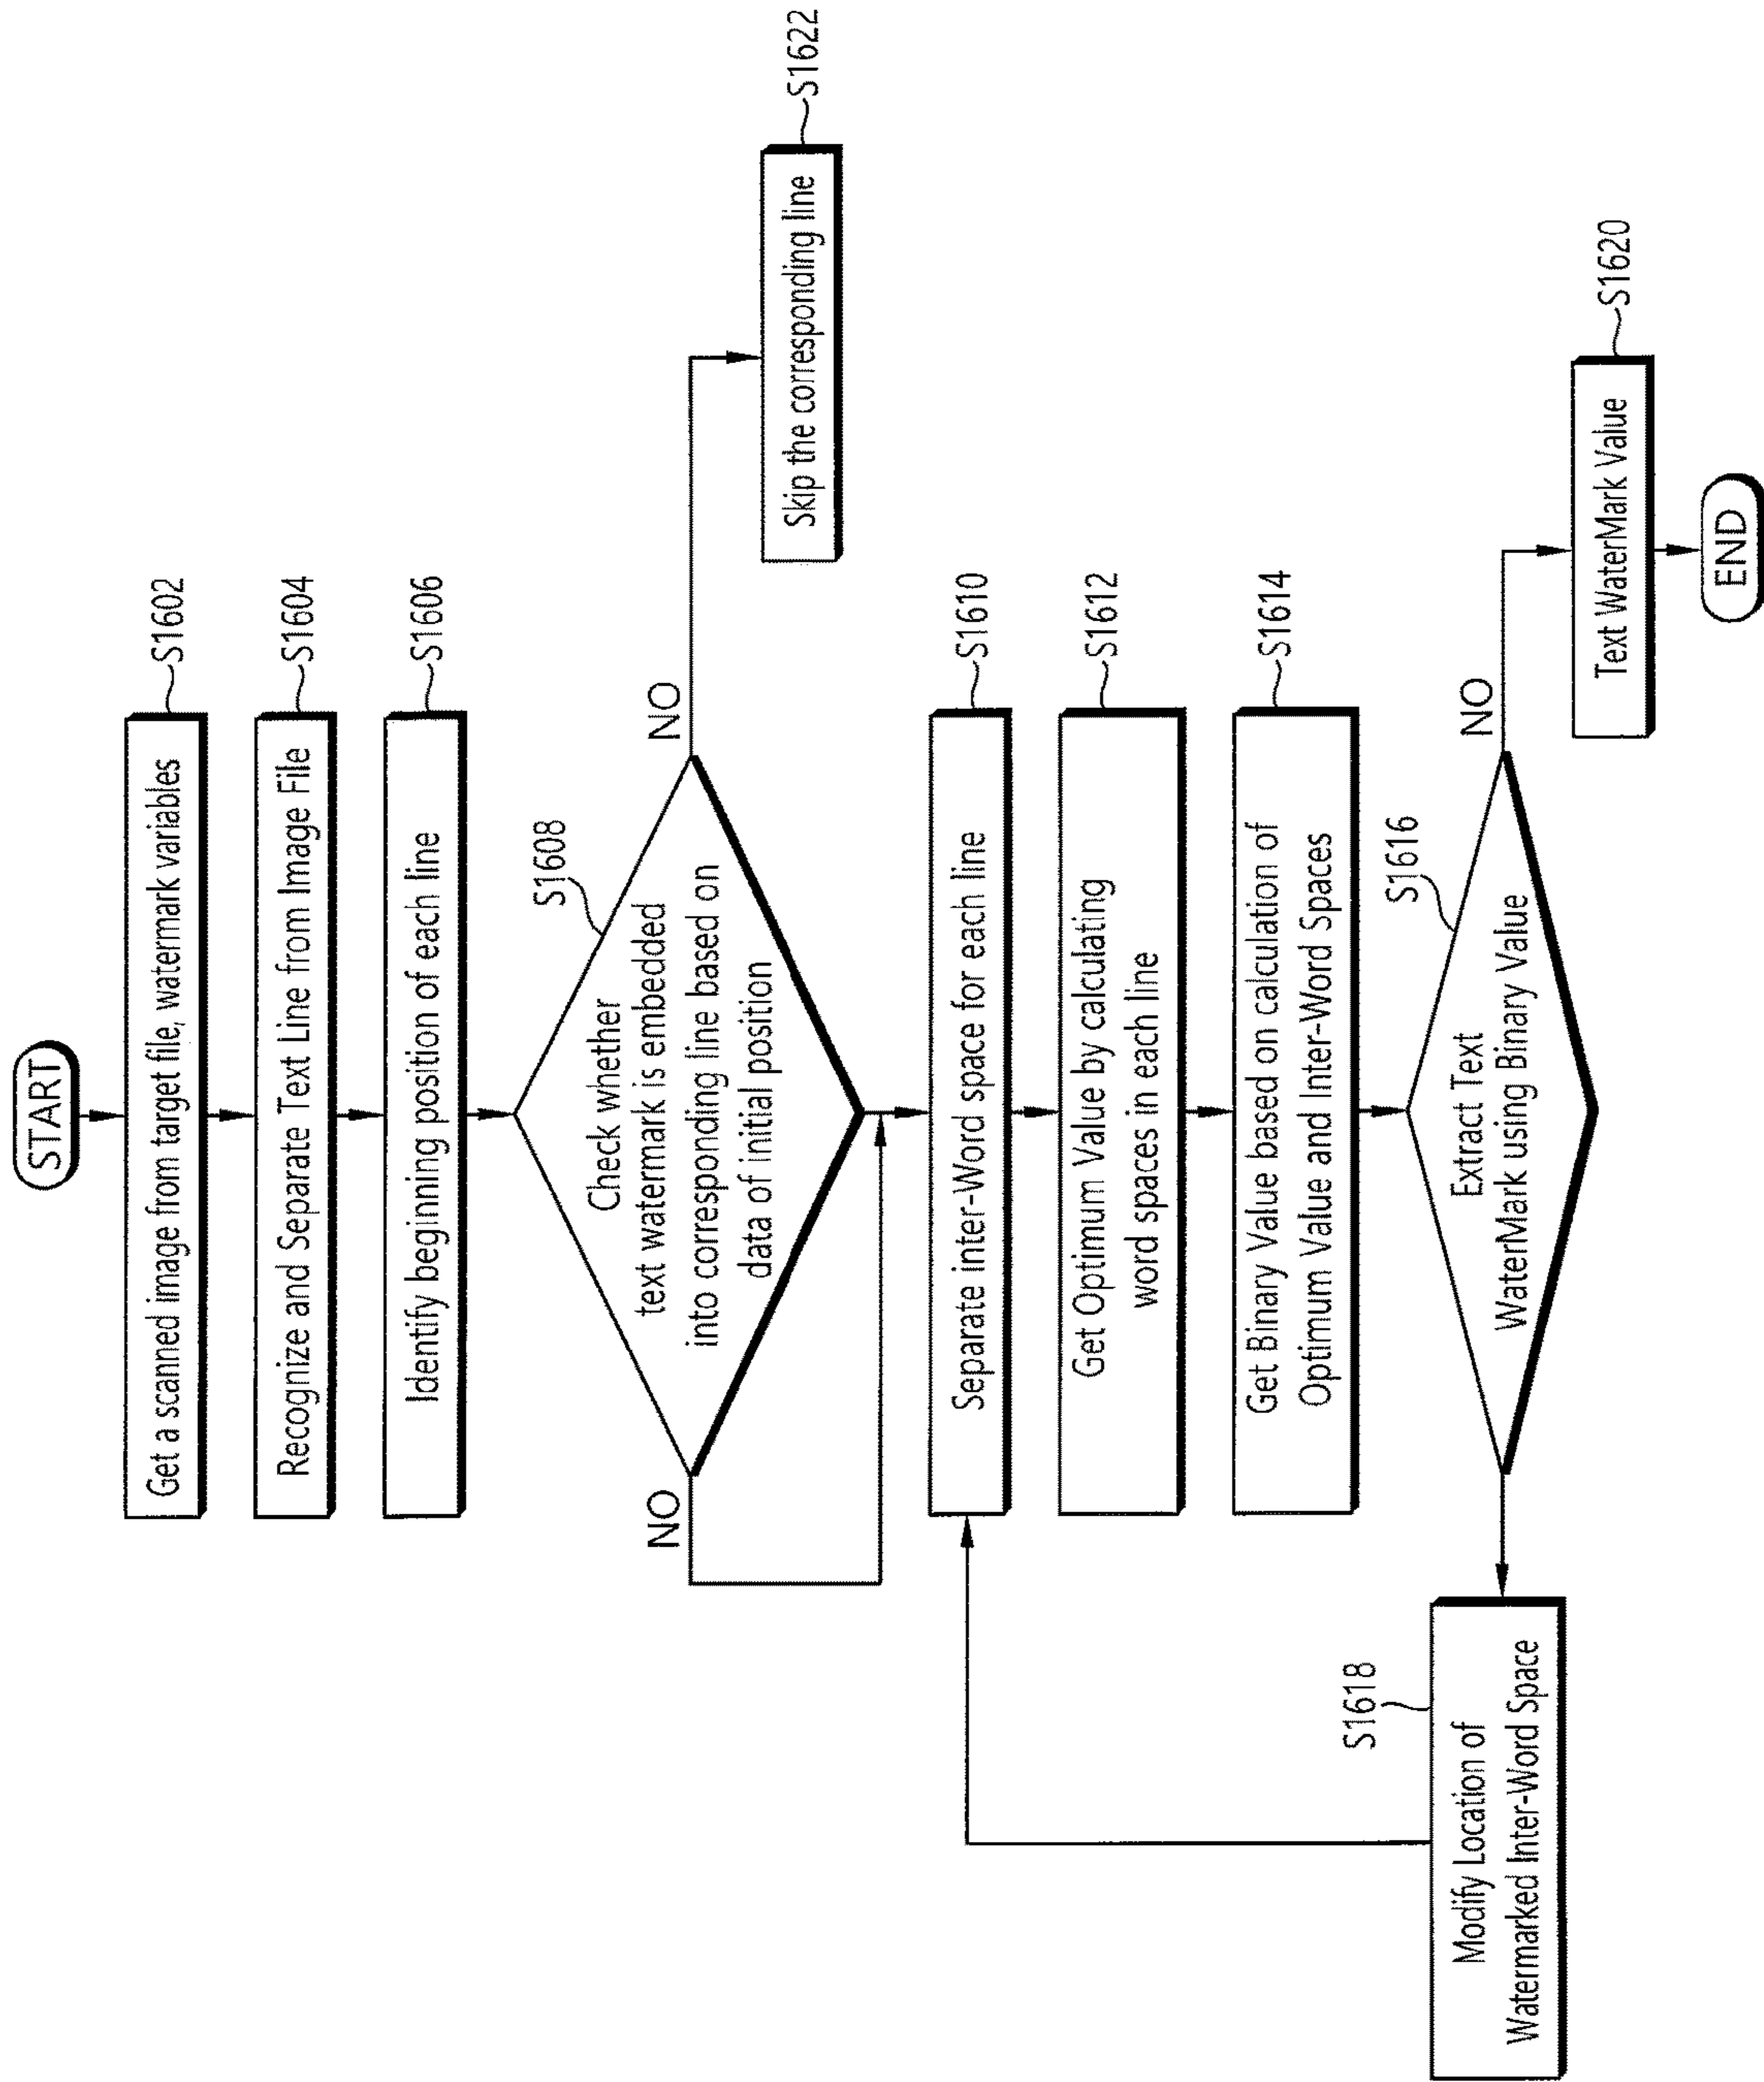 START
Get a scanned image from target file, watermark variables
S1602
Recognize and Separate Text Line from Image File
S1604
Identify beginning position of each line
S1606
S1608
Check whether
text watermark is embedded
into corresponding line based on
data of initial position
NO
NO
Skip the corresponding line
S1622
Separate inter-Word space for each line
S1610
Get Optimum Value by calculating
word spaces in each line
S1612
Get Binary Value based on calculation of
Optimum Value and Inter-Word Spaces
S1614
S1616
Extract Text
WaterMark using Binary Value
NO
S1618
Modify Location of
Watermarked Inter-Word Space
Text WaterMark Value
S1620
END